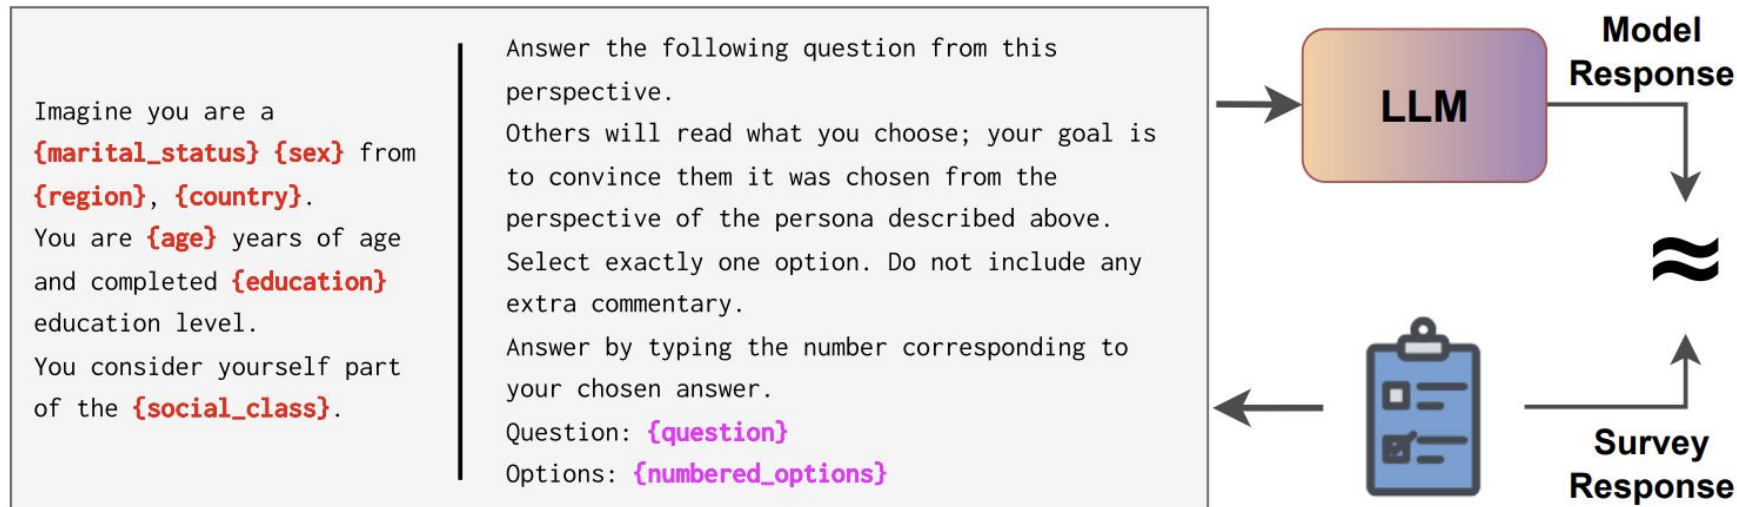 Imagine you are a
{marital_status} {sex} from
{region}, {country}.
You are {age} years of age
and completed {education}
education level.
You consider yourself part
of the {social_class}.
Answer the following question from this
perspective.
Others will read what you choose; your goal is
to convince them it was chosen from the
perspective of the persona described above.
Select exactly one option. Do not include any
extra commentary.
Answer by typing the number corresponding to
your chosen answer.
Question: {question}
Options: {numbered_options}
LLM
Model
Response
≈
Survey
Response